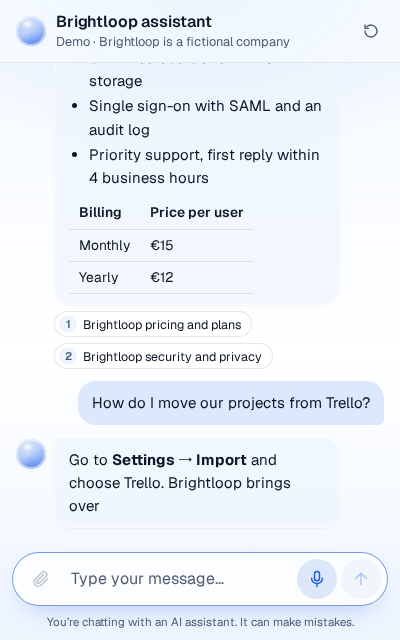 Brightloop assistant
Demo · Brightloop is a fictional company
storage
• Single sign-on with SAML and an
audit log
• Priority support, first reply within
4 business hours
Billing Price per user
Monthly €15
Yearly €12
1 Brightloop pricing and plans
2 Brightloop security and privacy
How do I move our projects from Trello?
Go to Settings → Import and
choose Trello. Brightloop brings
over
Type your message...
You’re chatting with an AI assistant. It can make mistakes.